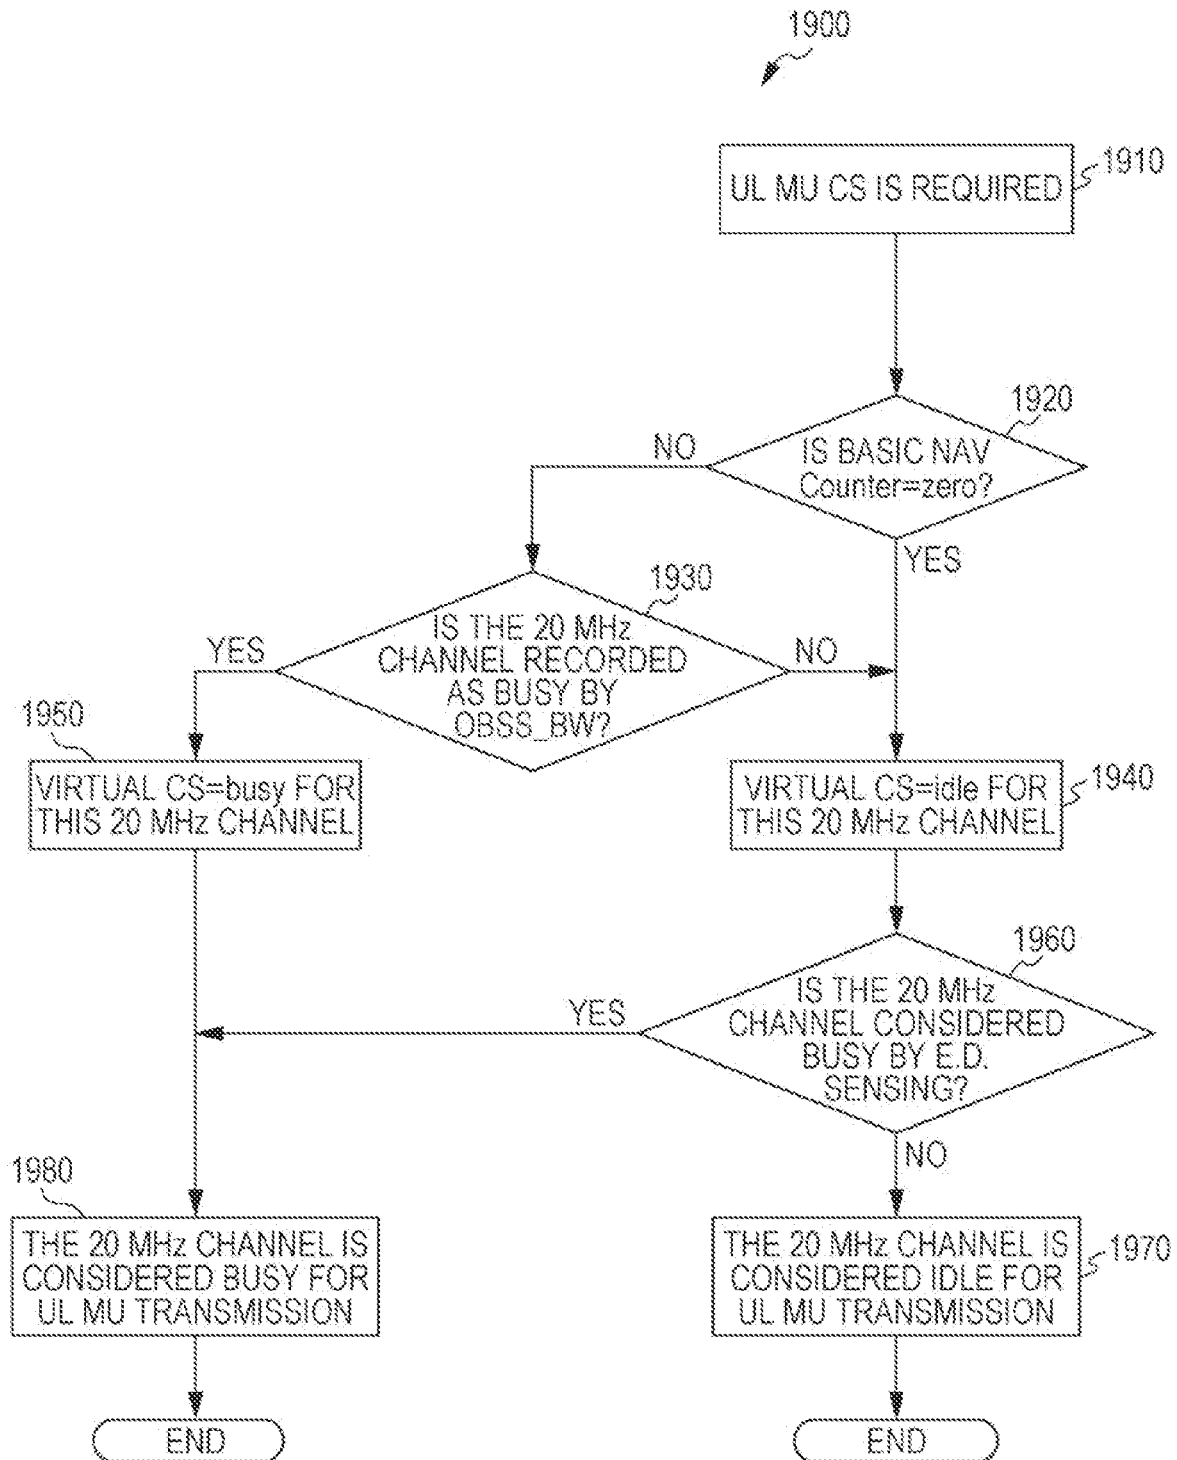 1900
UL MU CS IS REQUIRED
1910
1920
IS BASIC NAV
Counter=zero?
NO
YES
1930
IS THE 20 MHz
CHANNEL RECORDED
AS BUSY BY
OBSS_BW?
YES
NO
1950
VIRTUAL CS=busy FOR
THIS 20 MHz CHANNEL
VIRTUAL CS=idle FOR
THIS 20 MHz CHANNEL
1940
1960
IS THE 20 MHz
CHANNEL CONSIDERED
BUSY BY E.D.
SENSING?
YES
NO
1980
THE 20 MHz CHANNEL IS
CONSIDERED BUSY FOR
UL MU TRANSMISSION
THE 20 MHz CHANNEL IS
CONSIDERED IDLE FOR
UL MU TRANSMISSION
1970
END
END